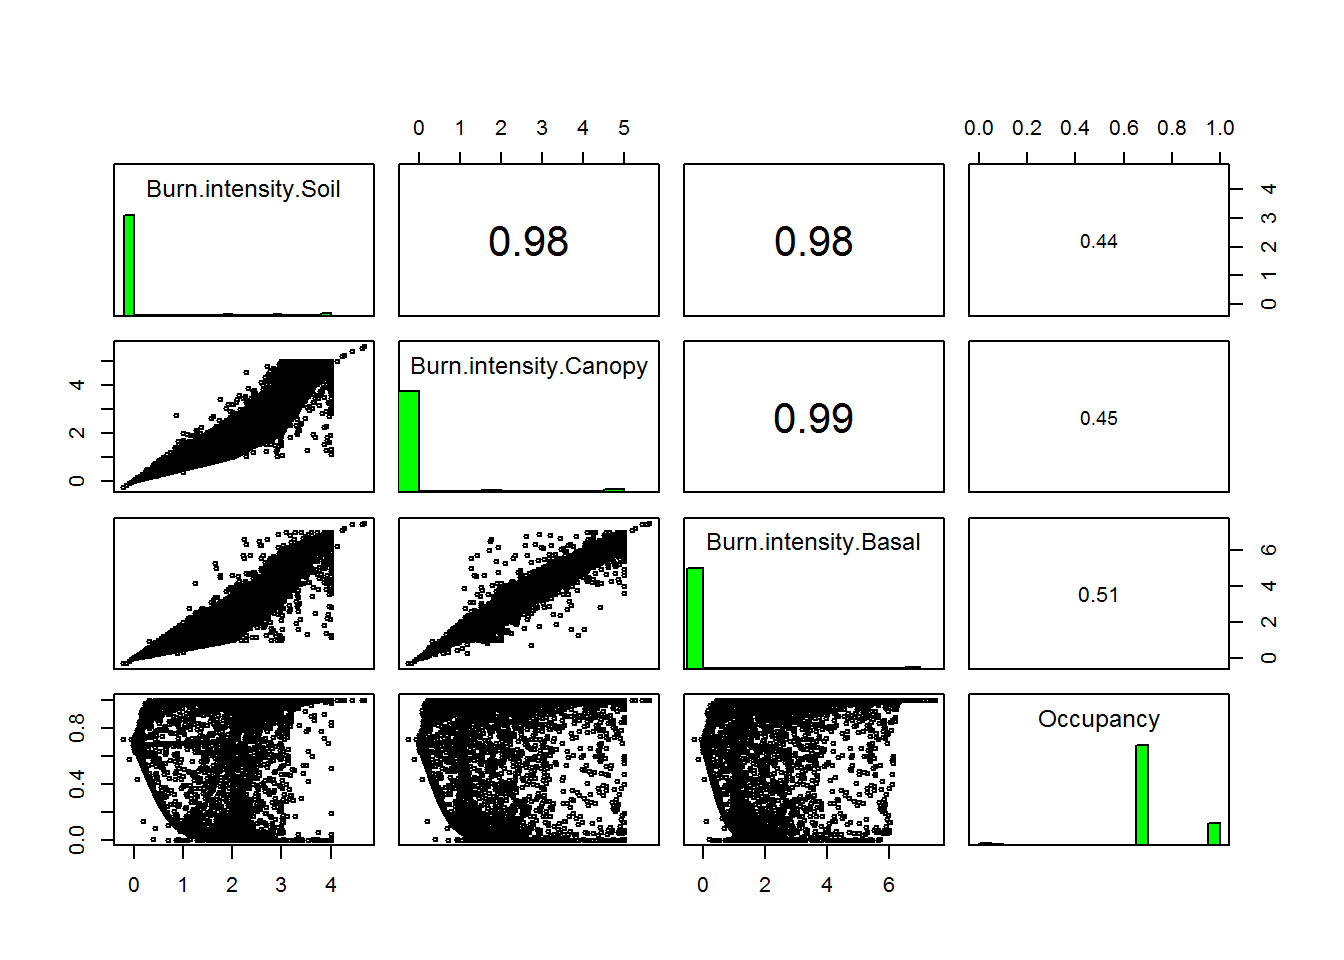 0 1 2 3 4 5
0.0 0.2 0.4 0.6 0.8 1.0
Burn.intensity.Soil
0.98
0.98
0.44
0 1 2 3 4
Burn.intensity.Canopy
0.99
0.45
0 2 4
Burn.intensity.Basal
0.51
0 2 4 6
Occupancy
0.0 0.4 0.8
0 1 2 3 4
0 2 4 6